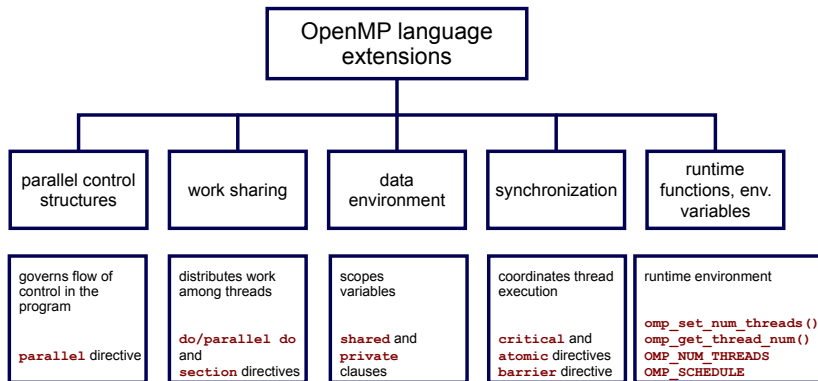 OpenMP language
extensions
parallel control
structures
work sharing
data
environment
synchronization
runtime
functions, env.
variables
governs flow of
control in the
program
parallel directive
distributes work
among threads
do/parallel do
and
section directives
scopes
variables
shared and
private
clauses
coordinates thread
execution
critical and
atomic directives
barrier directive
runtime environment
omp_set_num_threads()
omp_get_thread_num()
OMP_NUM_THREADS
OMP_SCHEDULE